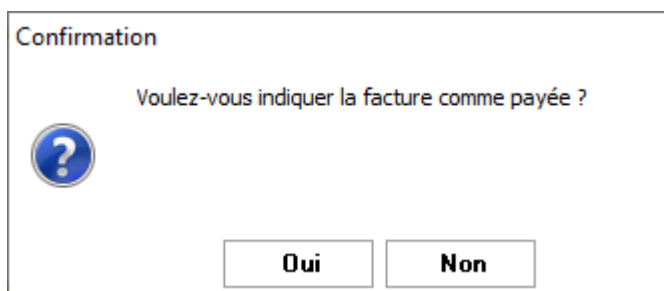 Confirmation
Voulez-vous indiquer la facture comme payée ?
?
Oui
Non